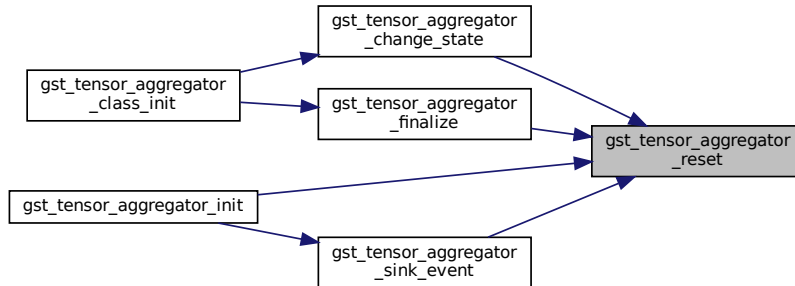 gst_tensor_aggregator
_change_state
gst_tensor_aggregator
_class_init
gst_tensor_aggregator
_finalize
gst_tensor_aggregator
_reset
gst_tensor_aggregator_init
gst_tensor_aggregator
_sink_event